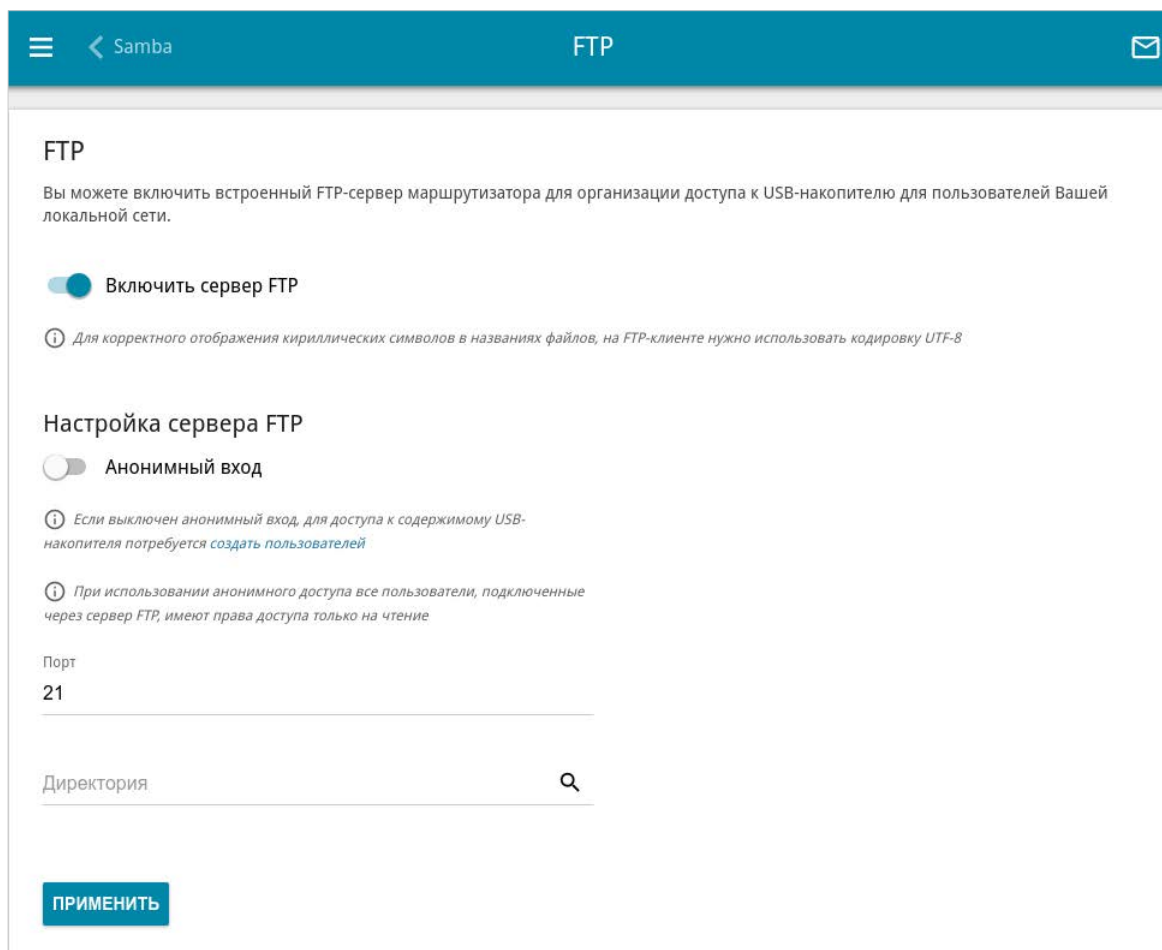 Samba
FTP
FTP
Вы можете включить встроенный FTP-сервер маршрутизатора для организации доступа к USB-накопителю для пользователей Вашей
локальной сети.
Включить сервер FTP
Для корректного отображения кириллических символов в названиях файлов, на FTP-клиенте нужно использовать кодировку UTF-8
Настройка сервера FTP
Анонимный вход
Если выключен анонимный вход, для доступа к содержимому USB-
накопителя потребуется создать пользователей
При использовании анонимного доступа все пользователи, подключенные
через сервер FTP, имеют права доступа только на чтение
Порт
21
Директория
ПРИМЕНИТЬ